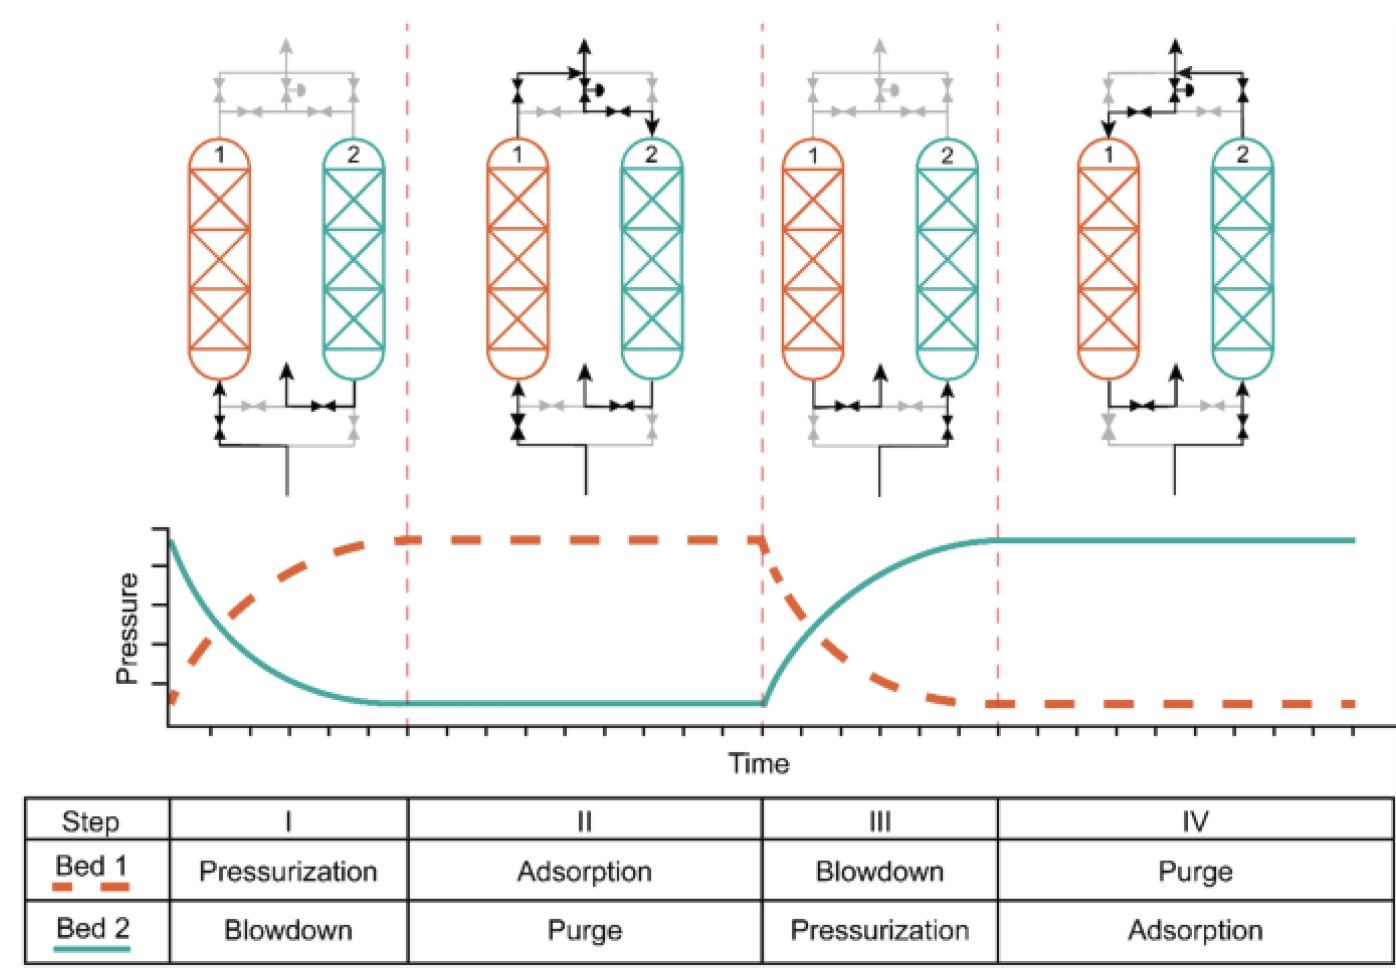 1 2 1 2 1 2 1 2
Pressure
Time
Step I II III IV
Bed 1 Pressurization Adsorption Blowdown Purge
Bed 2 Blowdown Purge Pressurization Adsorption